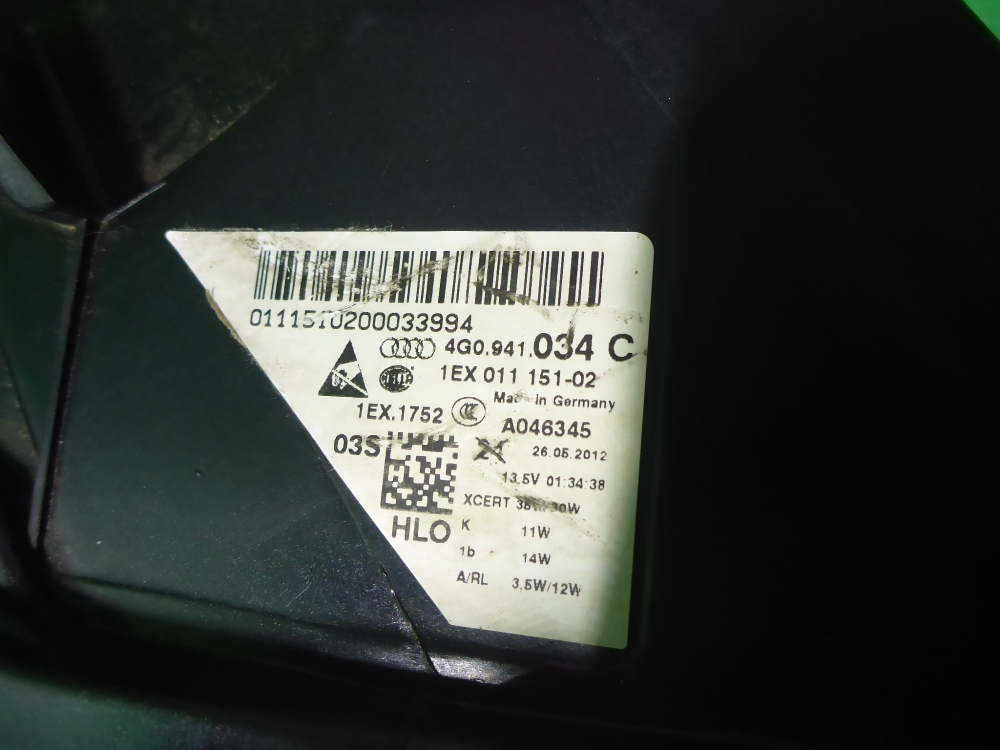 0111510200033994
4G0.941.034 C
1EX 011 151-02
Made in Germany
1EX.1752
A046345
03S
26.05.2012
13,5V 01:34:38
XCERT
K 11W
HLO
1b 14W
A/RL 3,5W/12W